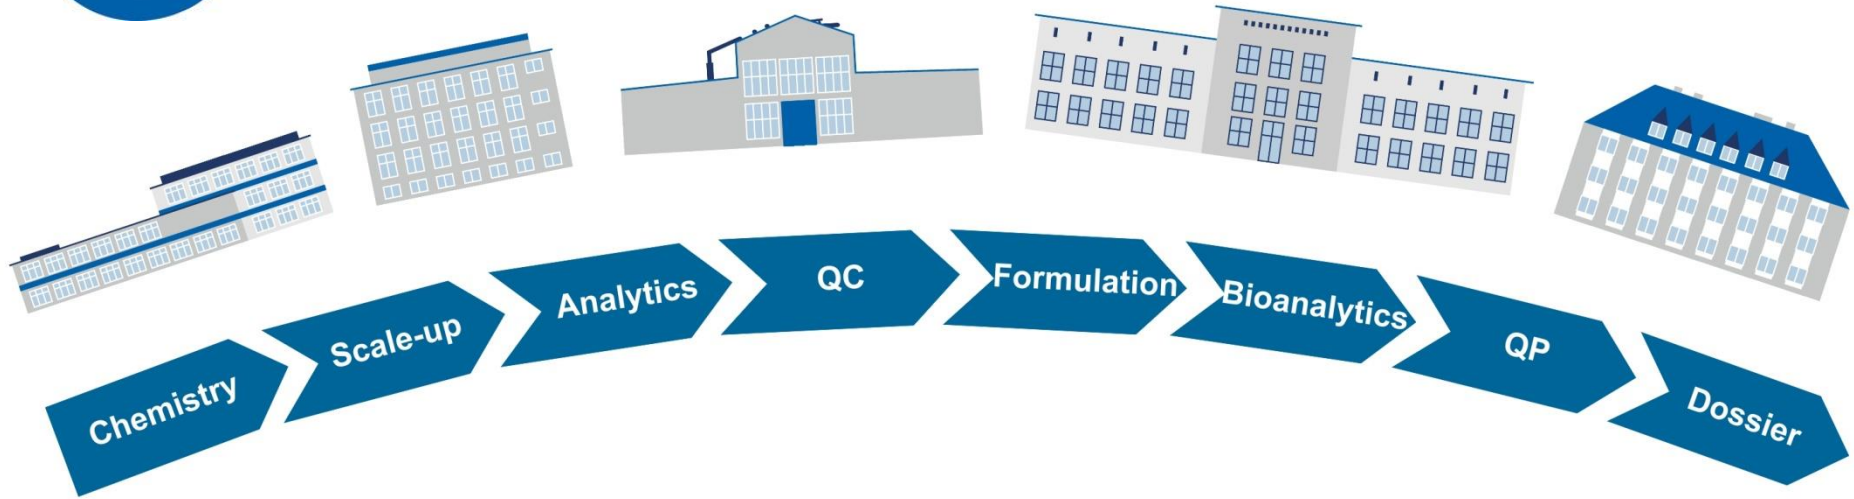 Chemistry
Scale-up
Analytics
QC
Formulation
Bioanalytics
QP
Dossier